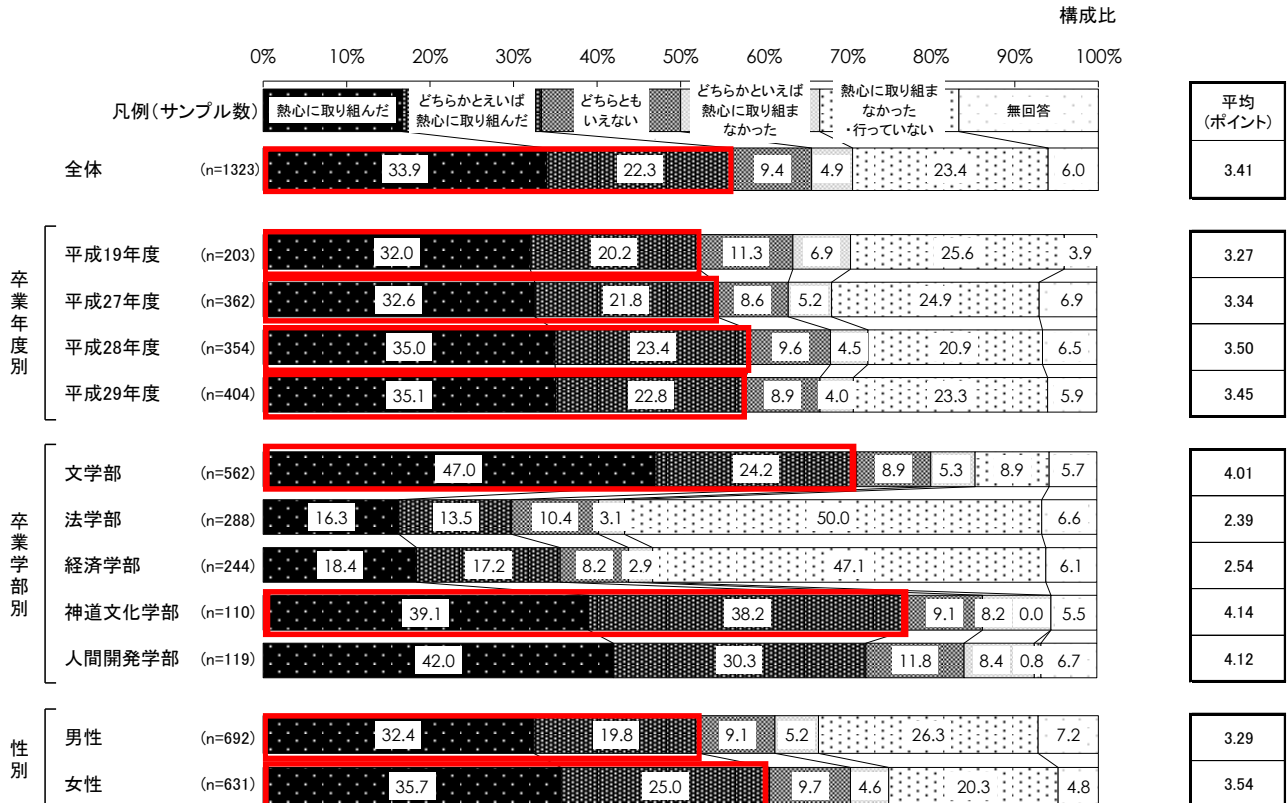 構成比
0% 10% 20% 30% 40% 50% 60% 70% 80% 90% 100%
凡例(サンプル数)
熱心に取り組んだ
どちらかとえいば
熱心に取り組んだ
どちらとも
いえない
どちらかといえば
熱心に取り組ま
なかった
熱心に取り組ま
なかった
・行っていない
無回答
平均
(ポイント)
全体 (n=1323) 33.9 22.3 9.4 4.9 23.4 6.0 3.41
卒業年度別
平成19年度 (n=203) 32.0 20.2 11.3 6.9 25.6 3.9 3.27
平成27年度 (n=362) 32.6 21.8 8.6 5.2 24.9 6.9 3.34
平成28年度 (n=354) 35.0 23.4 9.6 4.5 20.9 6.5 3.50
平成29年度 (n=404) 35.1 22.8 8.9 4.0 23.3 5.9 3.45
卒業学部別
文学部 (n=562) 47.0 24.2 8.9 5.3 8.9 5.7 4.01
法学部 (n=288) 16.3 13.5 10.4 3.1 50.0 6.6 2.39
経済学部 (n=244) 18.4 17.2 8.2 2.9 47.1 6.1 2.54
神道文化学部 (n=110) 39.1 38.2 9.1 8.2 0.0 5.5 4.14
人間開発学部 (n=119) 42.0 30.3 11.8 8.4 0.8 6.7 4.12
性別
男性 (n=692) 32.4 19.8 9.1 5.2 26.3 7.2 3.29
女性 (n=631) 35.7 25.0 9.7 4.6 20.3 4.8 3.54